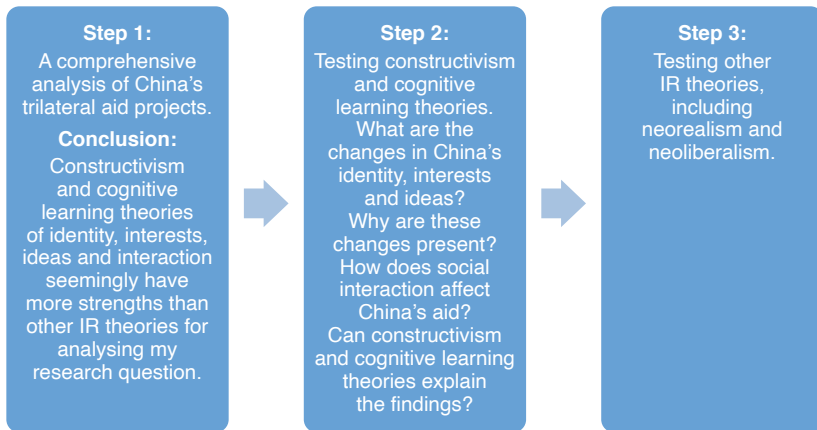 Step 1:
A comprehensive
analysis of China's
trilateral aid projects.
Conclusion:
Constructivism
and cognitive
learning theories
of identity, interests,
ideas and interaction
seemingly have
more strengths than
other IR theories for
analysing my
research question.
Step 2:
Testing constructivism
and cognitive
learning theories.
What are the
changes in China's
identity, interests
and ideas?
Why are these
changes present?
How does social
interaction affect
China's aid?
Can constructivism
and cognitive learning
theories explain
the findings?
Step 3:
Testing other
IR theories,
including
neorealism and
neoliberalism.